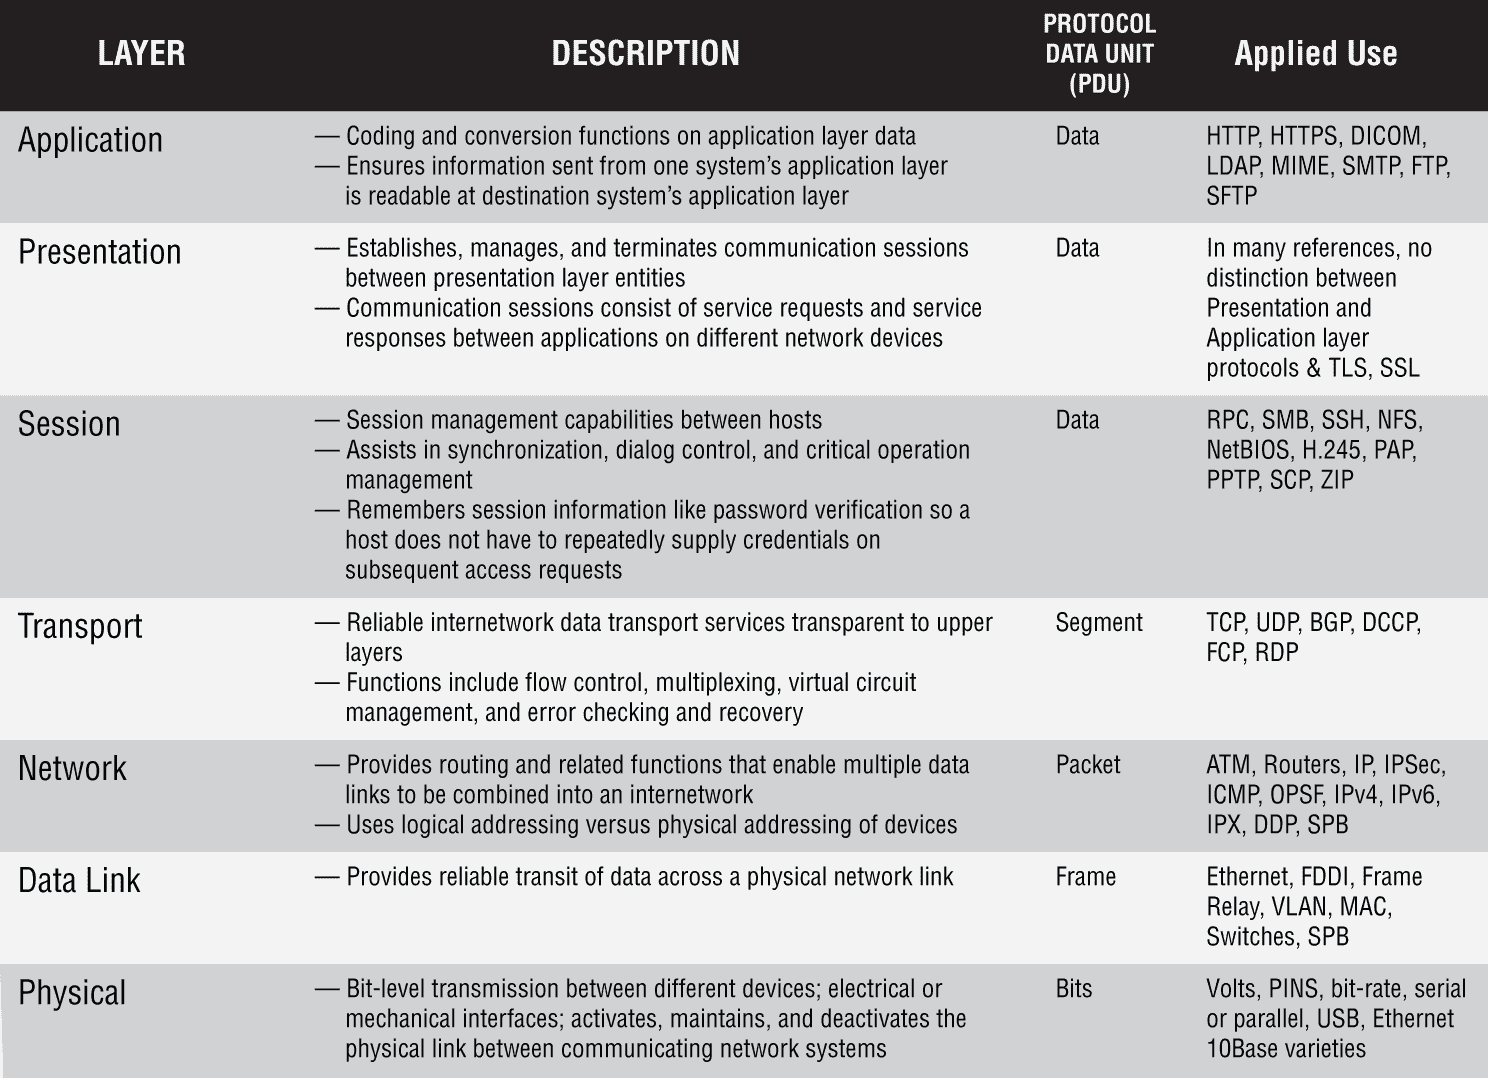 LAYER
DESCRIPTION
PROTOCOL
DATA UNIT
(PDU)
Applied Use
Application
— Coding and conversion functions on application layer data
— Ensures information sent from one system’s application layer
is readable at destination system’s application layer
Data
HTTP, HTTPS, DICOM,
LDAP, MIME, SMTP, FTP,
SFTP
Presentation
— Establishes, manages, and terminates communication sessions
between presentation layer entities
— Communication sessions consist of service requests and service
responses between applications on different network devices
Data
In many references, no
distinction between
Presentation and
Application layer
protocols & TLS, SSL
Session
— Session management capabilities between hosts
— Assists in synchronization, dialog control, and critical operation
management
— Remembers session information like password verification so a
host does not have to repeatedly supply credentials on
subsequent access requests
Data
RPC, SMB, SSH, NFS,
NetBIOS, H.245, PAP,
PPTP, SCP, ZIP
Transport
— Reliable internetwork data transport services transparent to upper
layers
— Functions include flow control, multiplexing, virtual circuit
management, and error checking and recovery
Segment
TCP, UDP, BGP, DCCP,
FCP, RDP
Network
— Provides routing and related functions that enable multiple data
links to be combined into an internetwork
— Uses logical addressing versus physical addressing of devices
Packet
ATM, Routers, IP, IPSec,
ICMP, OPSF, IPv4, IPv6,
IPX, DDP, SPB
Data Link
— Provides reliable transit of data across a physical network link
Frame
Ethernet, FDDI, Frame
Relay, VLAN, MAC,
Switches, SPB
Physical
— Bit-level transmission between different devices; electrical or
mechanical interfaces; activates, maintains, and deactivates the
physical link between communicating network systems
Bits
Volts, PINS, bit-rate, serial
or parallel, USB, Ethernet
10Base varieties